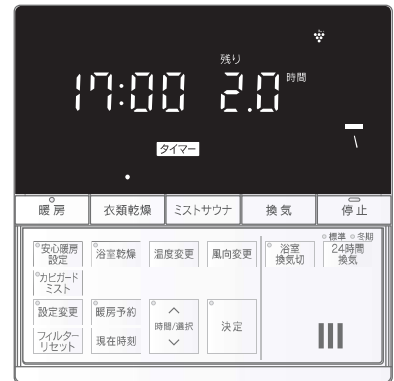 残り
17:00 2.0 時間
タイマー
暖房 衣類乾燥 ミストサウナ 換気 停止
標準 冬期
安心暖房
設定
浴室乾燥
温度変更
風向変更
浴室
換気切
24時間
換気
カビガード
ミスト
設定変更
暖房予約
時間/選択
決定
フィルター
リセット
現在時刻